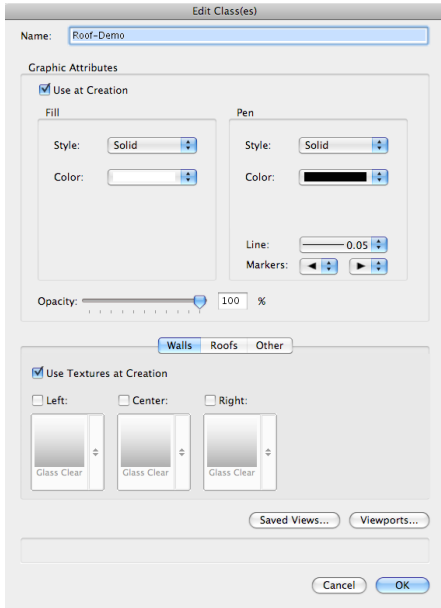 Edit Class(es)
Name: Roof-Demo
Graphic Attributes
Use at Creation
Fill Pen
Style: Solid Style: Solid
Color: Color:
Line: 0.05
Markers:
Opacity: 100 %
Walls Roofs Other
Use Textures at Creation
Left: Center: Right:
Glass Clear Glass Clear Glass Clear
Saved Views... Viewports...
Cancel OK